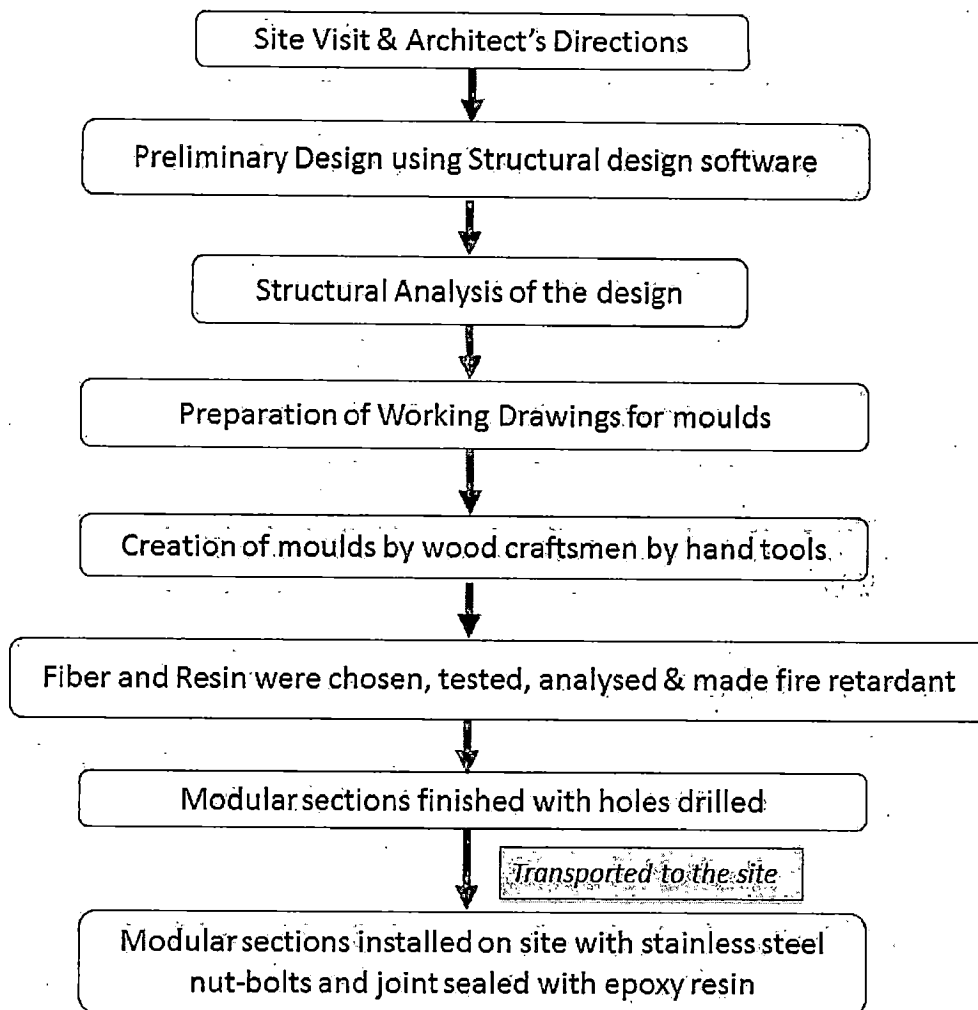 Site Visit & Architect's Directions
Preliminary Design using Structural design software
Structural Analysis of the design
Preparation of Working Drawings for moulds
Creation of moulds by wood craftsmen by hand tools
Fiber and Resin were chosen, tested, analysed & made fire retardant
Modular sections finished with holes drilled
Transported to the site
Modular sections installed on site with stainless steel
nut-bolts and joint sealed with epoxy resin